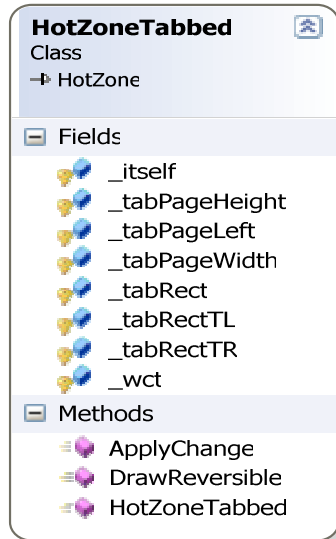 HotZoneTabbed
Class
HotZone
Fields
_itself
_tabPageHeight
_tabPageLeft
_tabPageWidth
_tabRect
_tabRectTL
_tabRectTR
_wct
Methods
ApplyChange
DrawReversible
HotZoneTabbed